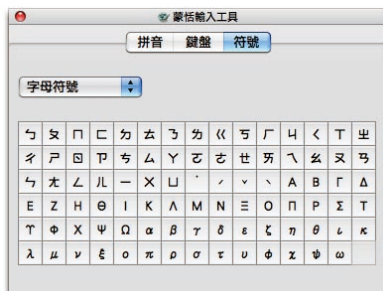 蒙恬輸入工具
拼音 鍵盤 符號
字母符號
ㄅ ㄆ ㄇ ㄈ ㄉ ㄊ ㄋ ㄌ ㄍ ㄎ ㄏ ㄐ ㄑ ㄒ ㄓ
ㄔ ㄕ ㄖ ㄗ ㄘ ㄙ ㄚ ㄛ ㄜ ㄝ ㄞ ㄟ ㄠ ㄡ ㄢ
ㄣ ㄤ ㄥ ㄦ ㄧ ㄨ ㄩ ˙ ˊ ˇ ˋ Α Β Γ Δ
Ε Ζ Η Θ Ι Κ Λ Μ Ν Ξ Ο Π Ρ Σ Τ
Υ Φ Χ Ψ Ω α β γ δ ε ζ η θ ι κ
λ μ ν ξ ο π ρ σ τ υ φ χ ψ ω